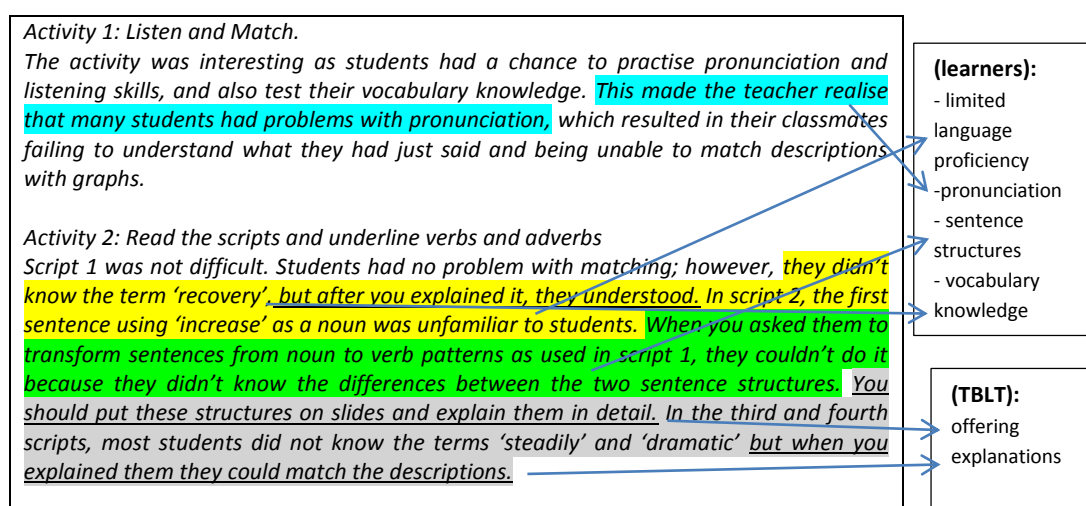 Activity 1: Listen and Match.
The activity was interesting as students had a chance to practise pronunciation and
listening skills, and also test their vocabulary knowledge. This made the teacher realise
that many students had problems with pronunciation, which resulted in their classmates
failing to understand what they had just said and being unable to match descriptions
with graphs.
Activity 2: Read the scripts and underline verbs and adverbs
Script 1 was not difficult. Students had no problem with matching; however, they didn't
know the term 'recovery', but after you explained it, they understood. In script 2, the first
sentence using 'increase' as a noun was unfamiliar to students. When you asked them to
transform sentences from noun to verb patterns as used in script 1, they couldn't do it
because they didn't know the differences between the two sentence structures. You
should put these structures on slides and explain them in detail. In the third and fourth
scripts, most students did not know the terms 'steadily' and 'dramatic' but when you
explained them they could match the descriptions.
(learners):
- limited
language
proficiency
-pronunciation
- sentence
structures
- vocabulary
knowledge
(TBLT):
offering
explanations